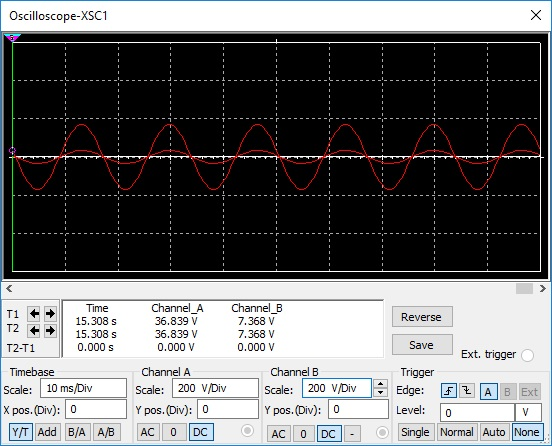 Oscilloscope-XSC1
T1
T2
T2-T1
Time Channel_A Channel_B
15.308 s 36.839 V 7.368 V
15.308 s 36.839 V 7.368 V
0.000 s 0.000 V 0.000 V
Reverse
Save
Ext. trigger
Timebase
Scale: 10 ms/Div
X pos.(Div): 0
Y/T Add B/A A/B
Channel A
Scale: 200 V/Div
Y pos.(Div): 0
AC 0 DC
Channel B
Scale: 200 V/Div
Y pos.(Div): 0
AC 0 DC -
Trigger
Edge: A B Ext
Level: 0 V
Single Normal Auto None